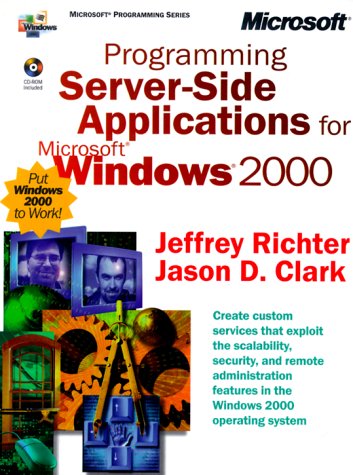 MICROSOFT® PROGRAMMING SERIES
Microsoft®
Windows
CD-ROM
Included
Programming
Server-Side
Applications for
Microsoft®
Windows® 2000
Put
Windows
2000
to Work!
Jeffrey Richter
Jason D. Clark
Create custom
services that exploit
the scalability,
security, and remote
administration
features in the
Windows 2000
operating system